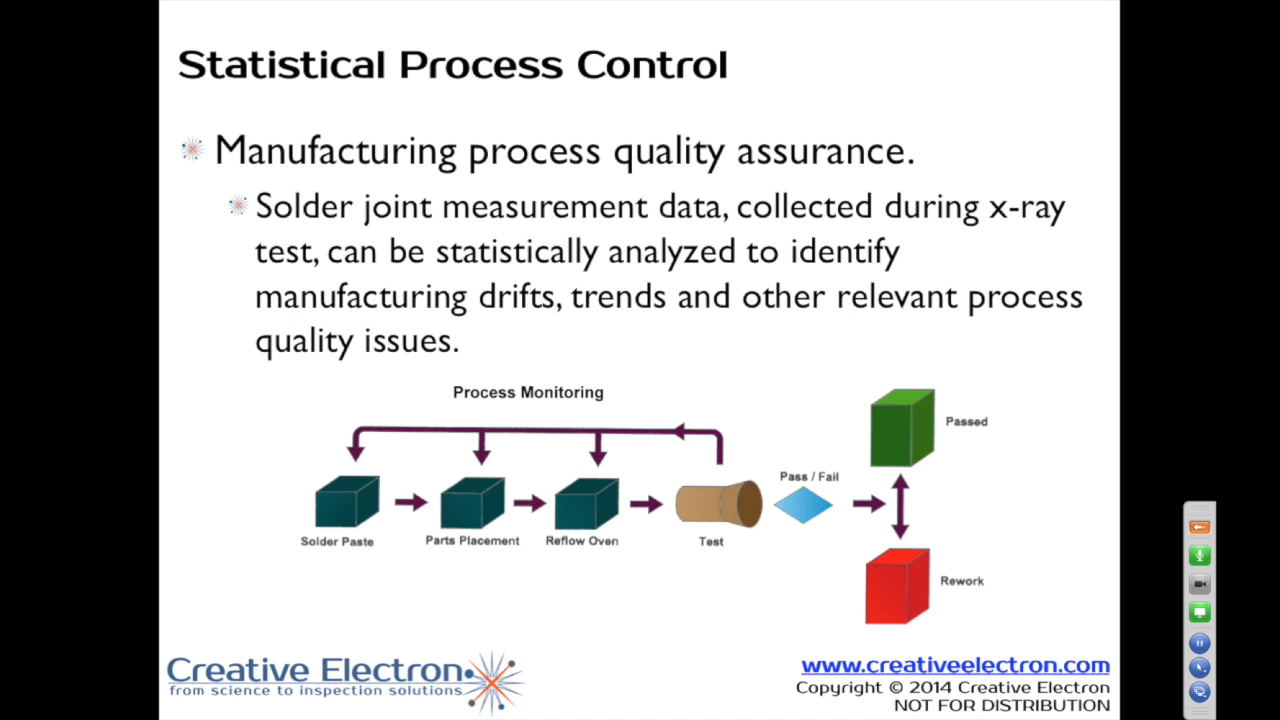 Statistical Process Control
Manufacturing process quality assurance.
Solder joint measurement data, collected during x-ray
test, can be statistically analyzed to identify
manufacturing drifts, trends and other relevant process
quality issues.
Process Monitoring
Passed
Pass / Fail
Solder Paste
Parts Placement
Reflow Oven
Test
Rework
Creative Electron
from science to inspection solutions
www.creativeelectron.com
Copyright © 2014 Creative Electron
NOT FOR DISTRIBUTION